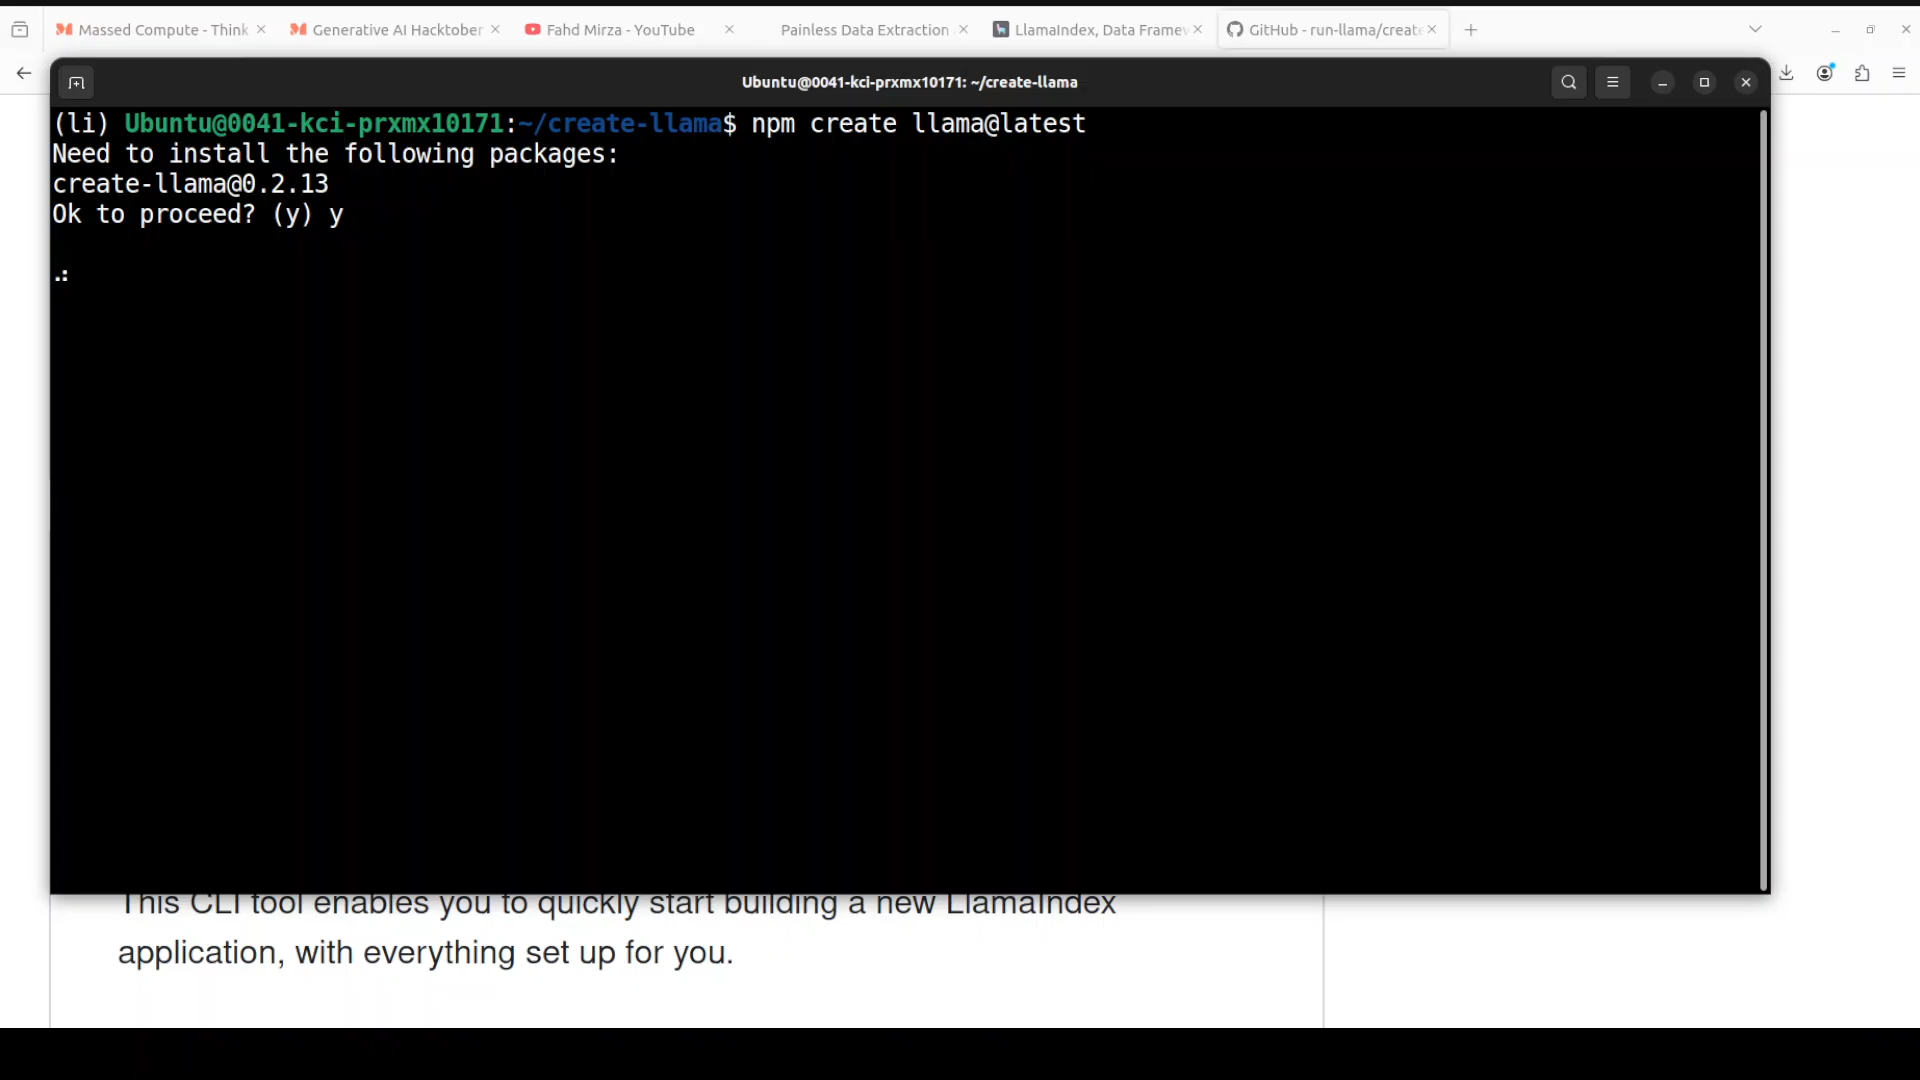 Massed Compute - Think
Generative AI Hacktober
Fahd Mirza - YouTube
Painless Data Extraction
LlamaIndex, Data Framew
GitHub - run-llama/create
Ubuntu@0041-kci-prxmx10171: ~/create-llama
(li) Ubuntu@0041-kci-prxmx10171:~/create-llama$ npm create llama@latest
Need to install the following packages:
create-llama@0.2.13
Ok to proceed? (y) y
This CLI tool enables you to quickly start building a new LlamaIndex
application, with everything set up for you.